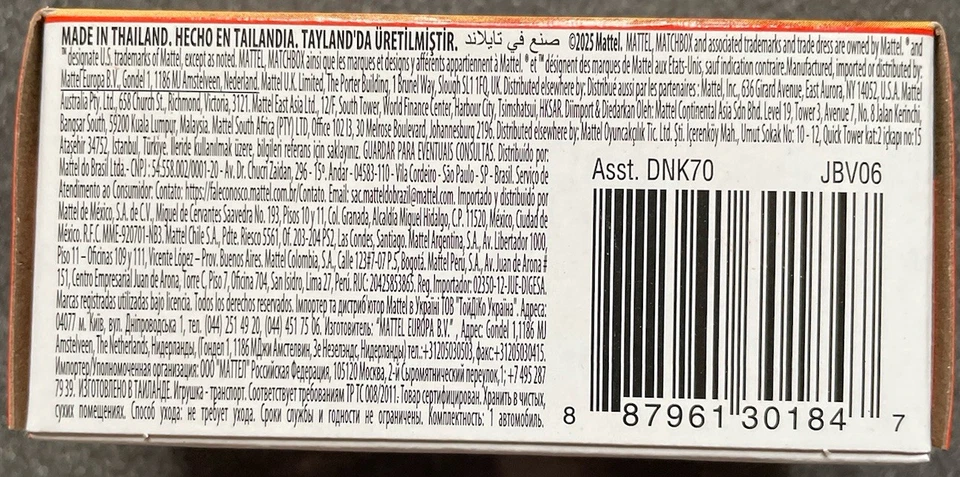 MADE IN THAILAND. HECHO EN TAILANDIA. TAYLAND'DA ÜRETİLMİŞTİR. صنع في تايلاند ©2025 Mattel. MATTEL, MATCHBOX and associated trademarks and trade dress are owned by Mattel. ® and
™ designate U.S. trademarks of Mattel, except as noted. MATTEL, MATCHBOX ainsi que les marques et designs y afférents appartiennent à Mattel. ® et ™ désignent des marques de Mattel aux États-Unis, sauf indication contraire. Manufactured, imported or distributed by:
Mattel Europa B.V., Gondel 1, 1186 MJ Amstelveen, Nederland. Mattel U.K. Limited, The Porter Building, 1 Brunel Way, Slough SL1 1FQ, UK. Distributed elsewhere by: Distribué aussi par les partenaires : Mattel, Inc., 636 Girard Avenue, East Aurora, NY 14052, U.S.A. Mattel
Australia Pty. Ltd., 658 Church St., Richmond, Victoria, 3121. Mattel East Asia Ltd., 12/F, South Tower, World Finance Center, Harbour City, Tsimshatsui, HKSAR. Diimport & Diedarkan Oleh: Mattel Continental Asia Sdn Bhd. Level 19, Tower 3, Avenue 7, No. 8 Jalan Kerinchi,
Bangsar South, 59200 Kuala Lumpur, Malaysia. Mattel South Africa (PTY) LTD, Office 102 I3, 30 Melrose Boulevard, Johannesburg 2196. Distributed elsewhere by: Mattel Oyuncakçılık Tic. Ltd. Şti., İçerenköy Mah., Umut Sokak No: 10 - 12, Quick Tower kat:2 içkapı no:15
Ataşehir 34752, İstanbul, Türkiye. İleride kullanılmak üzere, bilgileri referans için saklayınız. GUARDAR PARA EVENTUAIS CONSULTAS. Distribuído por:
Mattel do Brasil Ltda.- CNPJ : 54.558.002/0001-20 - Av. Dr. Chucri Zaidan, 296 - 15º. Andar - 04583-110 - Vila Cordeiro - São Paulo - SP - Brasil. Serviço de
Atendimento ao Consumidor: Contato: https://faleconosco.mattel.com.br/Contato. Email: sac.matteldobrazil@mattel.com. Importado y distribuido por
Mattel de México, S.A. de C.V., Miguel de Cervantes Saavedra No. 193, Pisos 10 y 11, Col. Granada, Alcaldía Miguel Hidalgo, C.P. 11520, México, Ciudad de
México. R.F.C. MME-920701-NB3. Mattel Chile S.A., Pdte. Riesco 5561, Of. 203-204 PS2, Las Condes, Santiago. Mattel Argentina, S.A., Av. Libertador 1000,
Piso 11 – Oficinas 109 y 111, Vicente López – Prov. Buenos Aires. Mattel Colombia, S.A., Calle 123#7-07 P.5, Bogotá. Mattel Perú, S.A., Av. Juan de Arona #
151, Centro Empresarial Juan de Arona, Torre C, Piso 7, Oficina 704, San Isidro, Lima 27, Perú. RUC: 20425853865. Reg. Importador: 02350-12-JUE-DIGESA.
Marcas registradas utilizadas bajo licencia. Todos los derechos reservados. Імпортер та дистриб'ютор Mattel в Україні ТОВ "ТойДіКо Україна". Адреса:
04077 м. Київ, вул. Дніпроводська 1, тел. (044) 251 49 20, (044) 451 75 06. Изготовитель: "MATTEL EUROPA B.V." , Адрес: Gondel 1,1186 MJ
Amstelveen, The Netherlands, Нидерланды, (Гондел 1, 1186 МДжи Амстелвин, Зе Незелэндс, Нидерланды) тел.:+31205030503, факс:+31205030415.
Импортер/Уполномоченная организация: ООО "МАТТЕЛ" Российская Федерация, 105120 Москва, 2-й Сыромятнический переулок,1; +7 495 287
79 39. ИЗГОТОВЛЕНО В ТАИЛАНДЕ. Игрушка - транспорт. Соответствует требованиям ТР ТС 008/2011. Товар сертифицирован. Хранить в чистых,
сухих помещениях. Способ ухода: не требует ухода. Сроки службы и годности не ограничены. Комплектность: 1 автомобиль.
Asst. DNK70 JBV06
8 87961 30184 7